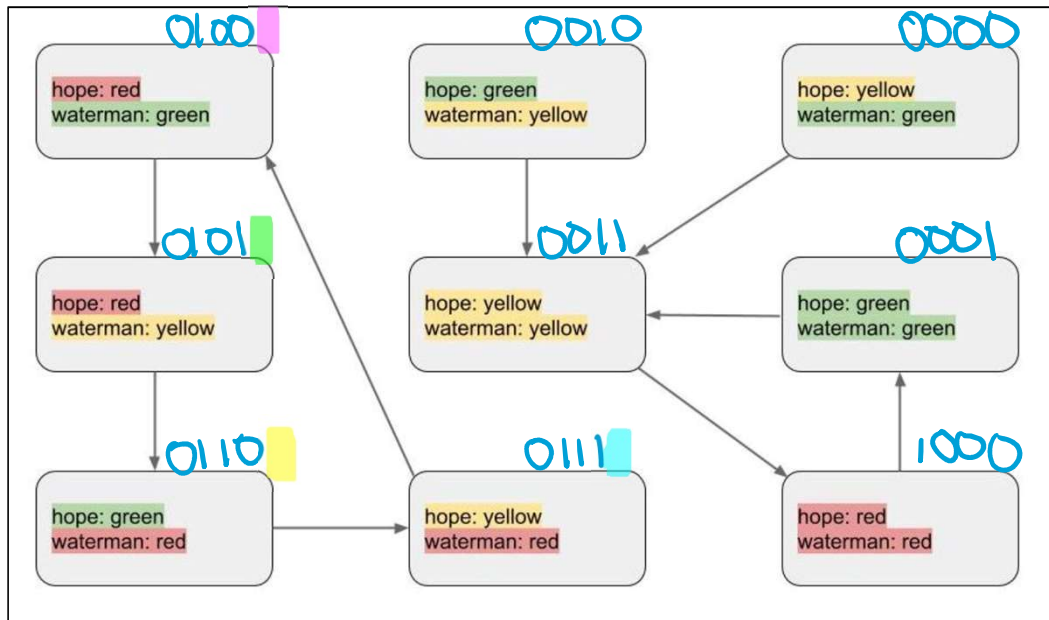 0100
0010
0000
hope: red
waterman: green
hope: green
waterman: yellow
hope: yellow
waterman: green
0101
0011
0001
hope: red
waterman: yellow
hope: yellow
waterman: yellow
hope: green
waterman: green
0110
0111
1000
hope: green
waterman: red
hope: yellow
waterman: red
hope: red
waterman: red